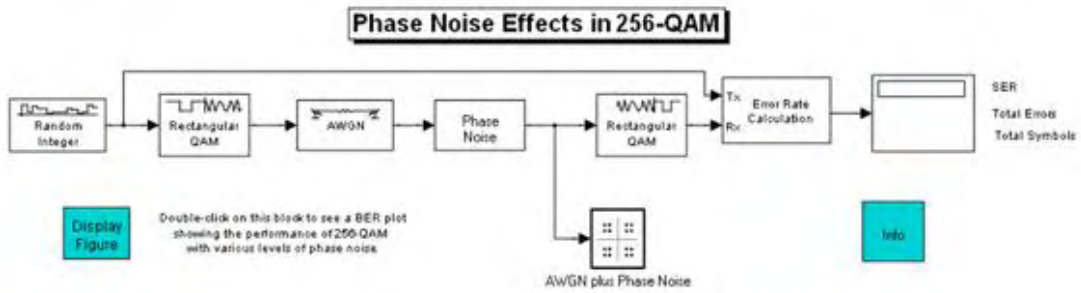 Phase Noise Effects in 256-QAM
Random
Integer
Rectangular
QAM
AWGN
Phase
Noise
Rectangular
QAM
Tx
Rx
Error Rate
Calculation
SER
Total Errors
Total Symbols
Display
Figure
Double-click on this block to see a BER plot
showing the performance of 256-QAM
with various levels of phase noise
Info
AWGN plus Phase Noise